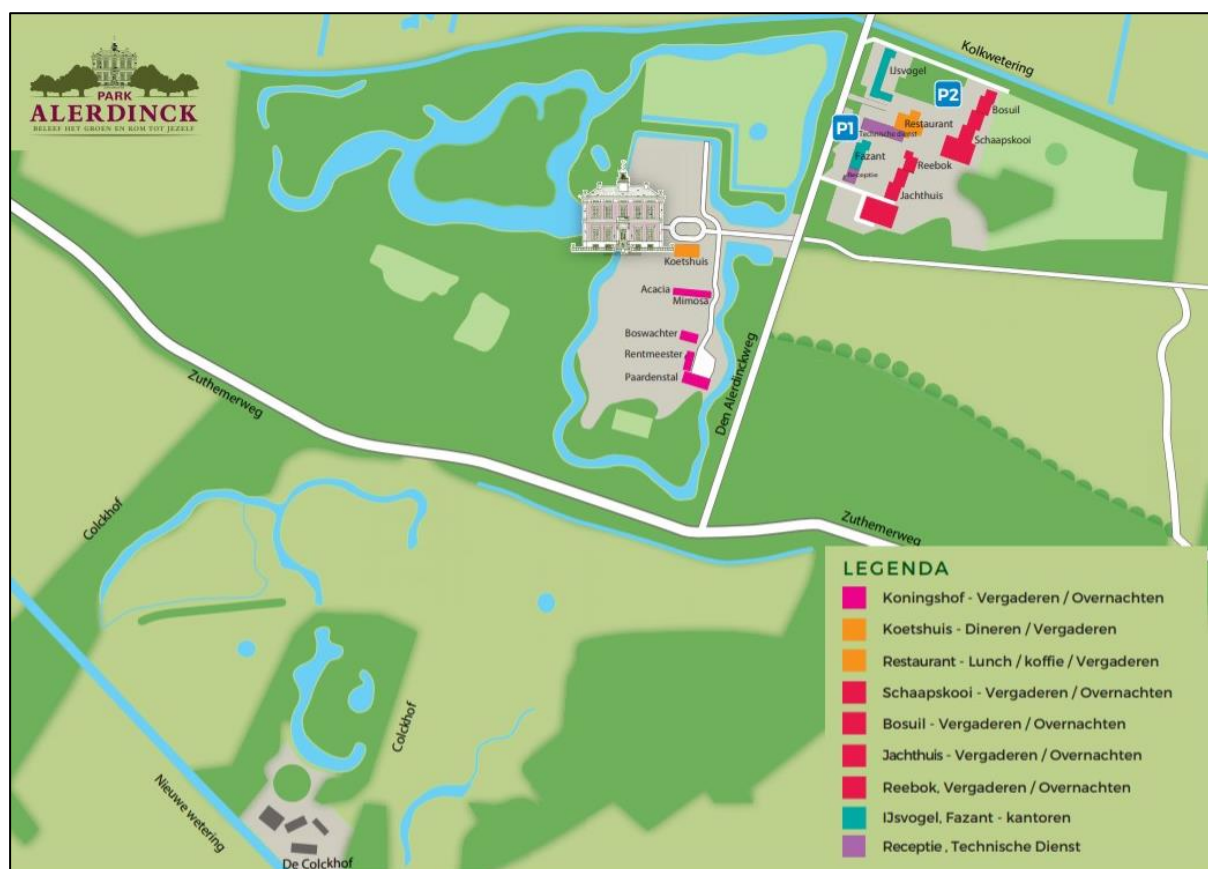 PARK
ALERDINCK
BELEEF HET GROEN EN KOM TOT JEZELF
Kolkwetering
IJsvogel
P2
Bosuil
P1
Restaurant
Technische dienst
Schaapskooi
Fazant
Reebok
Receptie
Jachthuis
Koetshuis
Acacia
Mimosa
Boswachter
Rentmeester
Paardenstal
Den Alerdinckweg
Zuthemerweg
Zuthemerweg
Colckhof
Colckhof
Nieuwe wetering
De Colckhof
LEGENDA
Koningshof - Vergaderen / Overnachten
Koetshuis - Dineren / Vergaderen
Restaurant - Lunch / koffie / Vergaderen
Schaapskooi - Vergaderen / Overnachten
Bosuil - Vergaderen / Overnachten
Jachthuis - Vergaderen / Overnachten
Reebok, Vergaderen / Overnachten
IJsvogel, Fazant - kantoren
Receptie , Technische Dienst